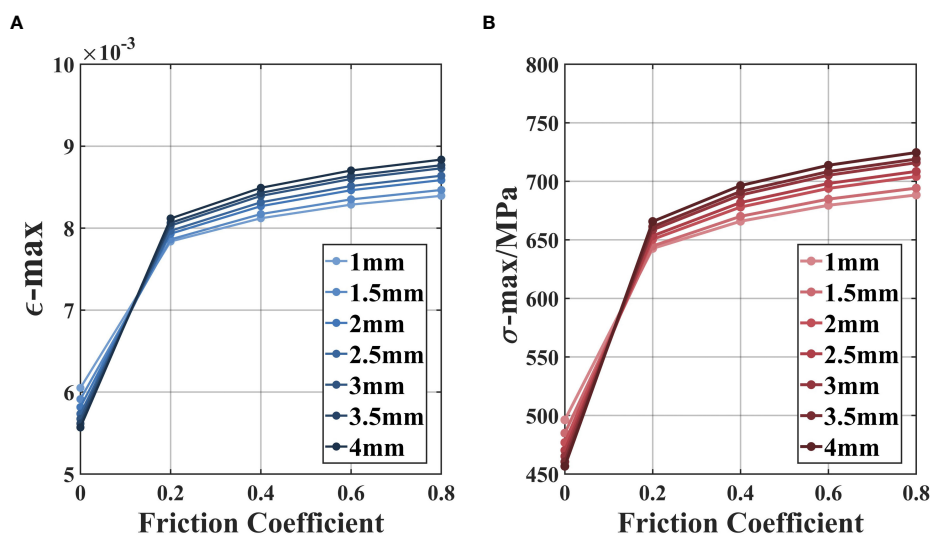 A
×10⁻³
10
9
8
7
6
5
ϵ-max
0 0.2 0.4 0.6 0.8
Friction Coefficient
1mm
1.5mm
2mm
2.5mm
3mm
3.5mm
4mm
B
800
750
700
650
600
550
500
450
σ-max/MPa
0 0.2 0.4 0.6 0.8
Friction Coefficient
1mm
1.5mm
2mm
2.5mm
3mm
3.5mm
4mm